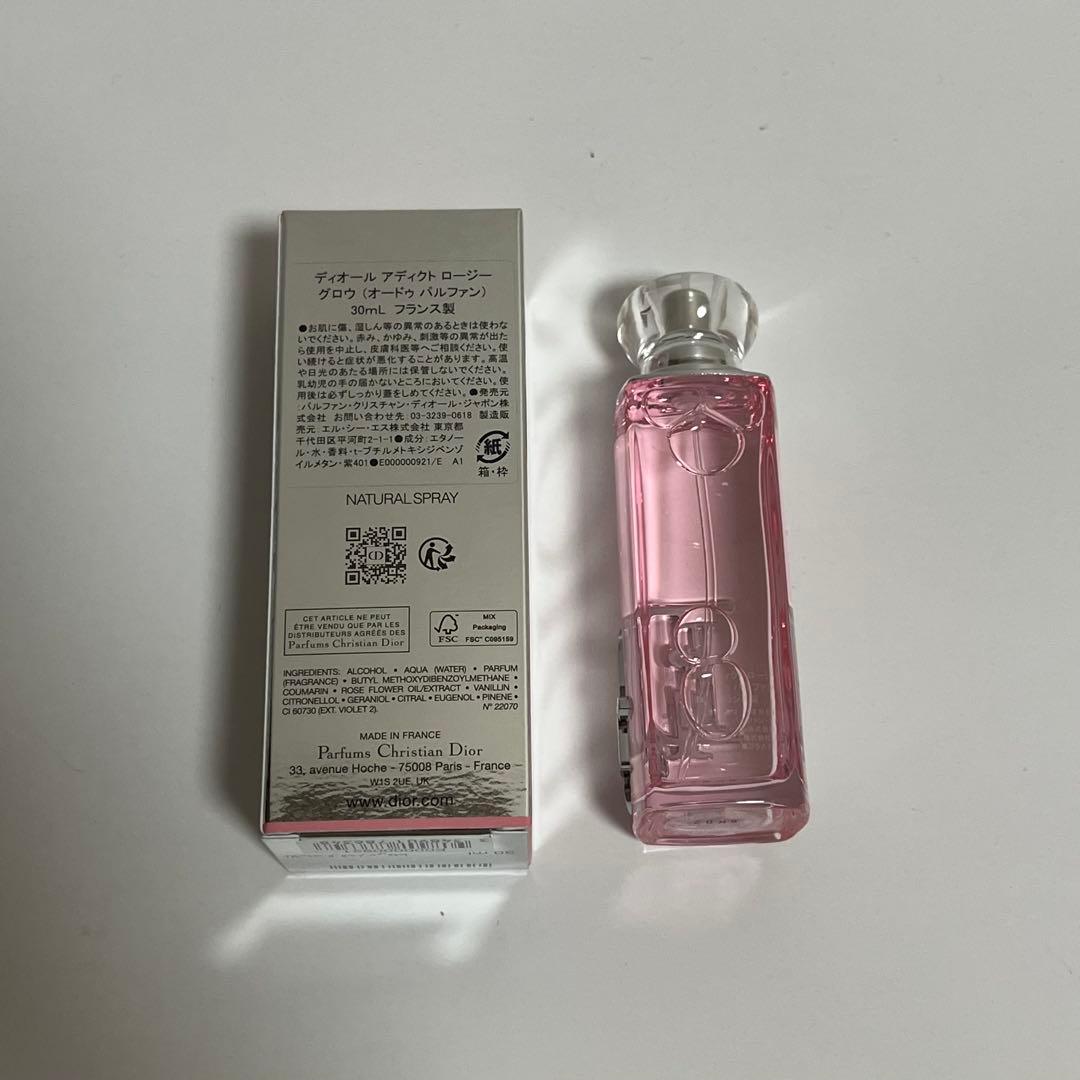 ディオール アディクト ロージー
グロウ（オードゥ パルファン）
30mL フランス製
●お肌に傷、湿しん等の異常のあるときは使わな
いでください。赤み、かゆみ、刺激等の異常が出た
ら使用を中止し、皮膚科医等へご相談ください。使
い続けると症状が悪化することがあります。高温
や日光のあたる場所には保管しないでください。
乳幼児の手の届かないところにおいてください。使
用後は必ずしっかり蓋をしめてください。●発売元
:パルファン・クリスチャン・ディオール・ジャポン株
式会社 お問い合わせ先:03-3239-0618 製造販
売元:エル・シー・エス株式会社 東京都
千代田区平河町2-1-1●成分:エタノー
ル・水・香料・t-ブチルメトキシジベンゾ
イルメタン・紫401●E000000921/E A1
紙
箱・枠
NATURAL SPRAY
CD
CET ARTICLE NE PEUT
ÊTRE VENDU QUE PAR LES
DISTRIBUTEURS AGRÉÉS DES
Parfums Christian Dior
FSC
MIX
Packaging
FSC™ C095159
INGREDIENTS: ALCOHOL • AQUA (WATER) • PARFUM
(FRAGRANCE) • BUTYL METHOXYDIBENZOYLMETHANE •
COUMARIN • ROSE FLOWER OIL/EXTRACT • VANILLIN •
CITRONELLOL • GERANIOL • CITRAL • EUGENOL • PINENE •
CI 60730 (EXT. VIOLET 2). N° 22070
MADE IN FRANCE
Parfums Christian Dior
33, avenue Hoche - 75008 Paris - France
W1S 2UE, UK
www.dior.com
30 ml